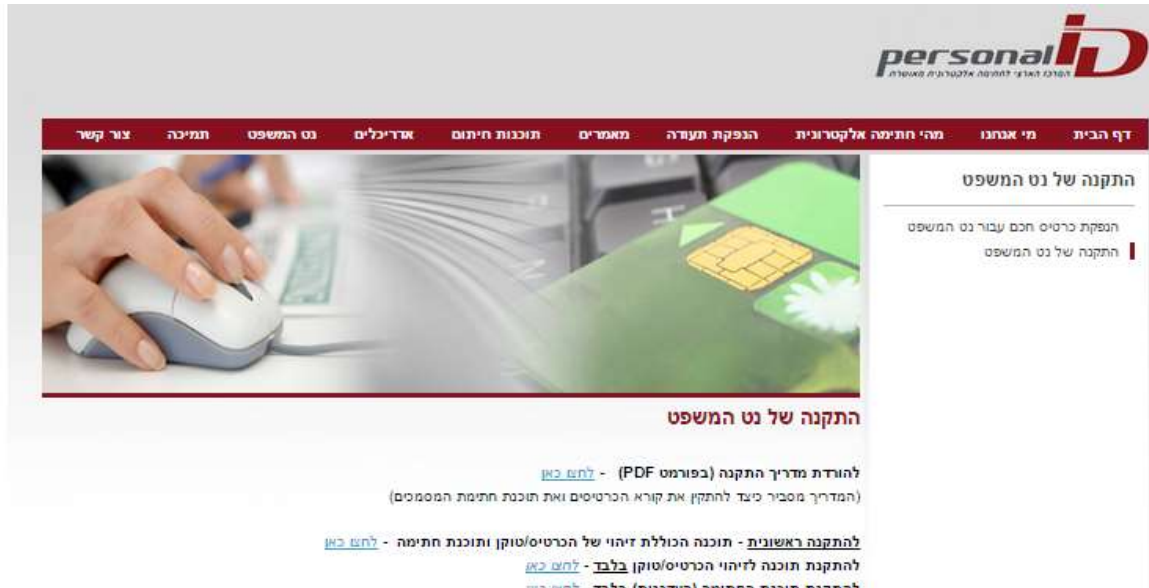 personal ID
המרכז הארצי לחתימה אלקטרונית מאושרת
דף הבית מי אנחנו מהי חתימה אלקטרונית הנפקת תעודה מאמרים תוכנות חיתום אדריכלים נט המשפט תמיכה צור קשר
התקנה של נט המשפט
הנפקת כרטיס חכם עבור נט המשפט
התקנה של נט המשפט
התקנה של נט המשפט
להורדת מדריך התקנה (בפורמט PDF) - לחצו כאן
(המדריך מסביר כיצד להתקין את קורא הכרטיסים ואת תוכנת חתימת המסמכים)
להתקנה ראשונית - תוכנה הכוללת זיהוי של הכרטיס/טוקן ותוכנת חתימה - לחצו כאן
להתקנת תוכנה לזיהוי הכרטיס/טוקן בלבד - לחצו כאן